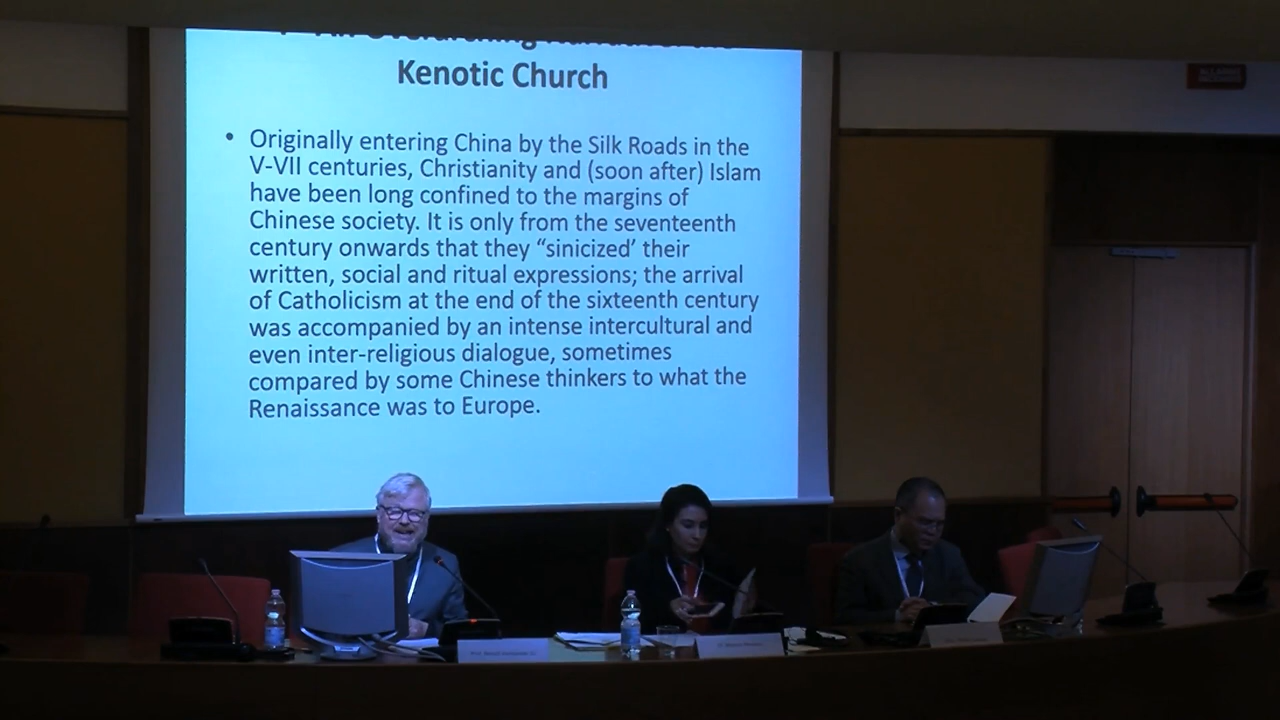 Kenotic Church
• Originally entering China by the Silk Roads in the
V-VII centuries, Christianity and (soon after) Islam
have been long confined to the margins of
Chinese society. It is only from the seventeenth
century onwards that they “sinicized’ their
written, social and ritual expressions; the arrival
of Catholicism at the end of the sixteenth century
was accompanied by an intense intercultural and
even inter-religious dialogue, sometimes
compared by some Chinese thinkers to what the
Renaissance was to Europe.